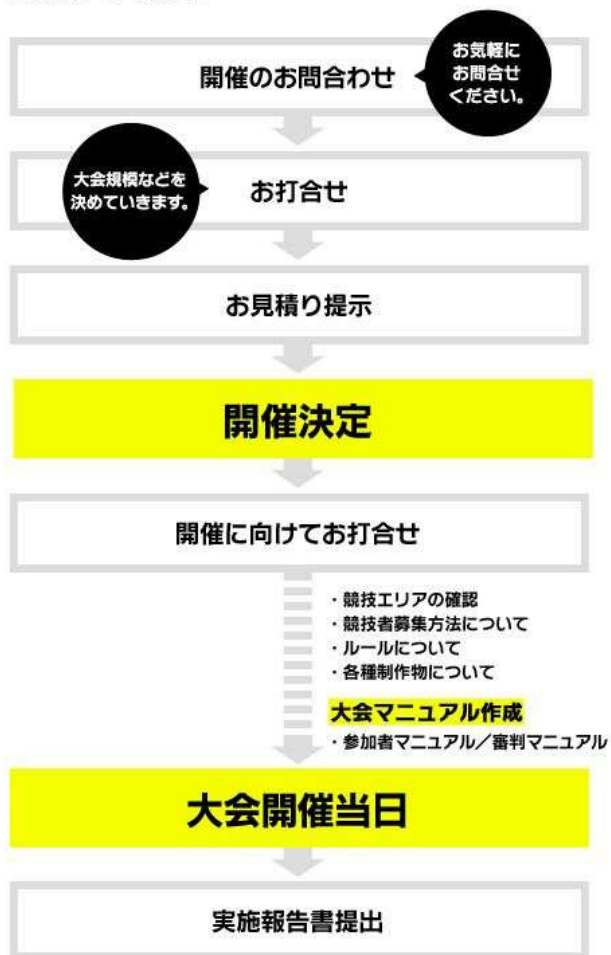 開催のお問合わせ
お気軽に
お問合せ
ください。
大会規模などを
決めていきます。
お打合せ
お見積り提示
開催決定
開催に向けてお打合せ
・競技エリアの確認
・競技者募集方法について
・ルールについて
・各種制作物について
大会マニュアル作成
・参加者マニュアル／審判マニュアル
大会開催当日
実施報告書提出